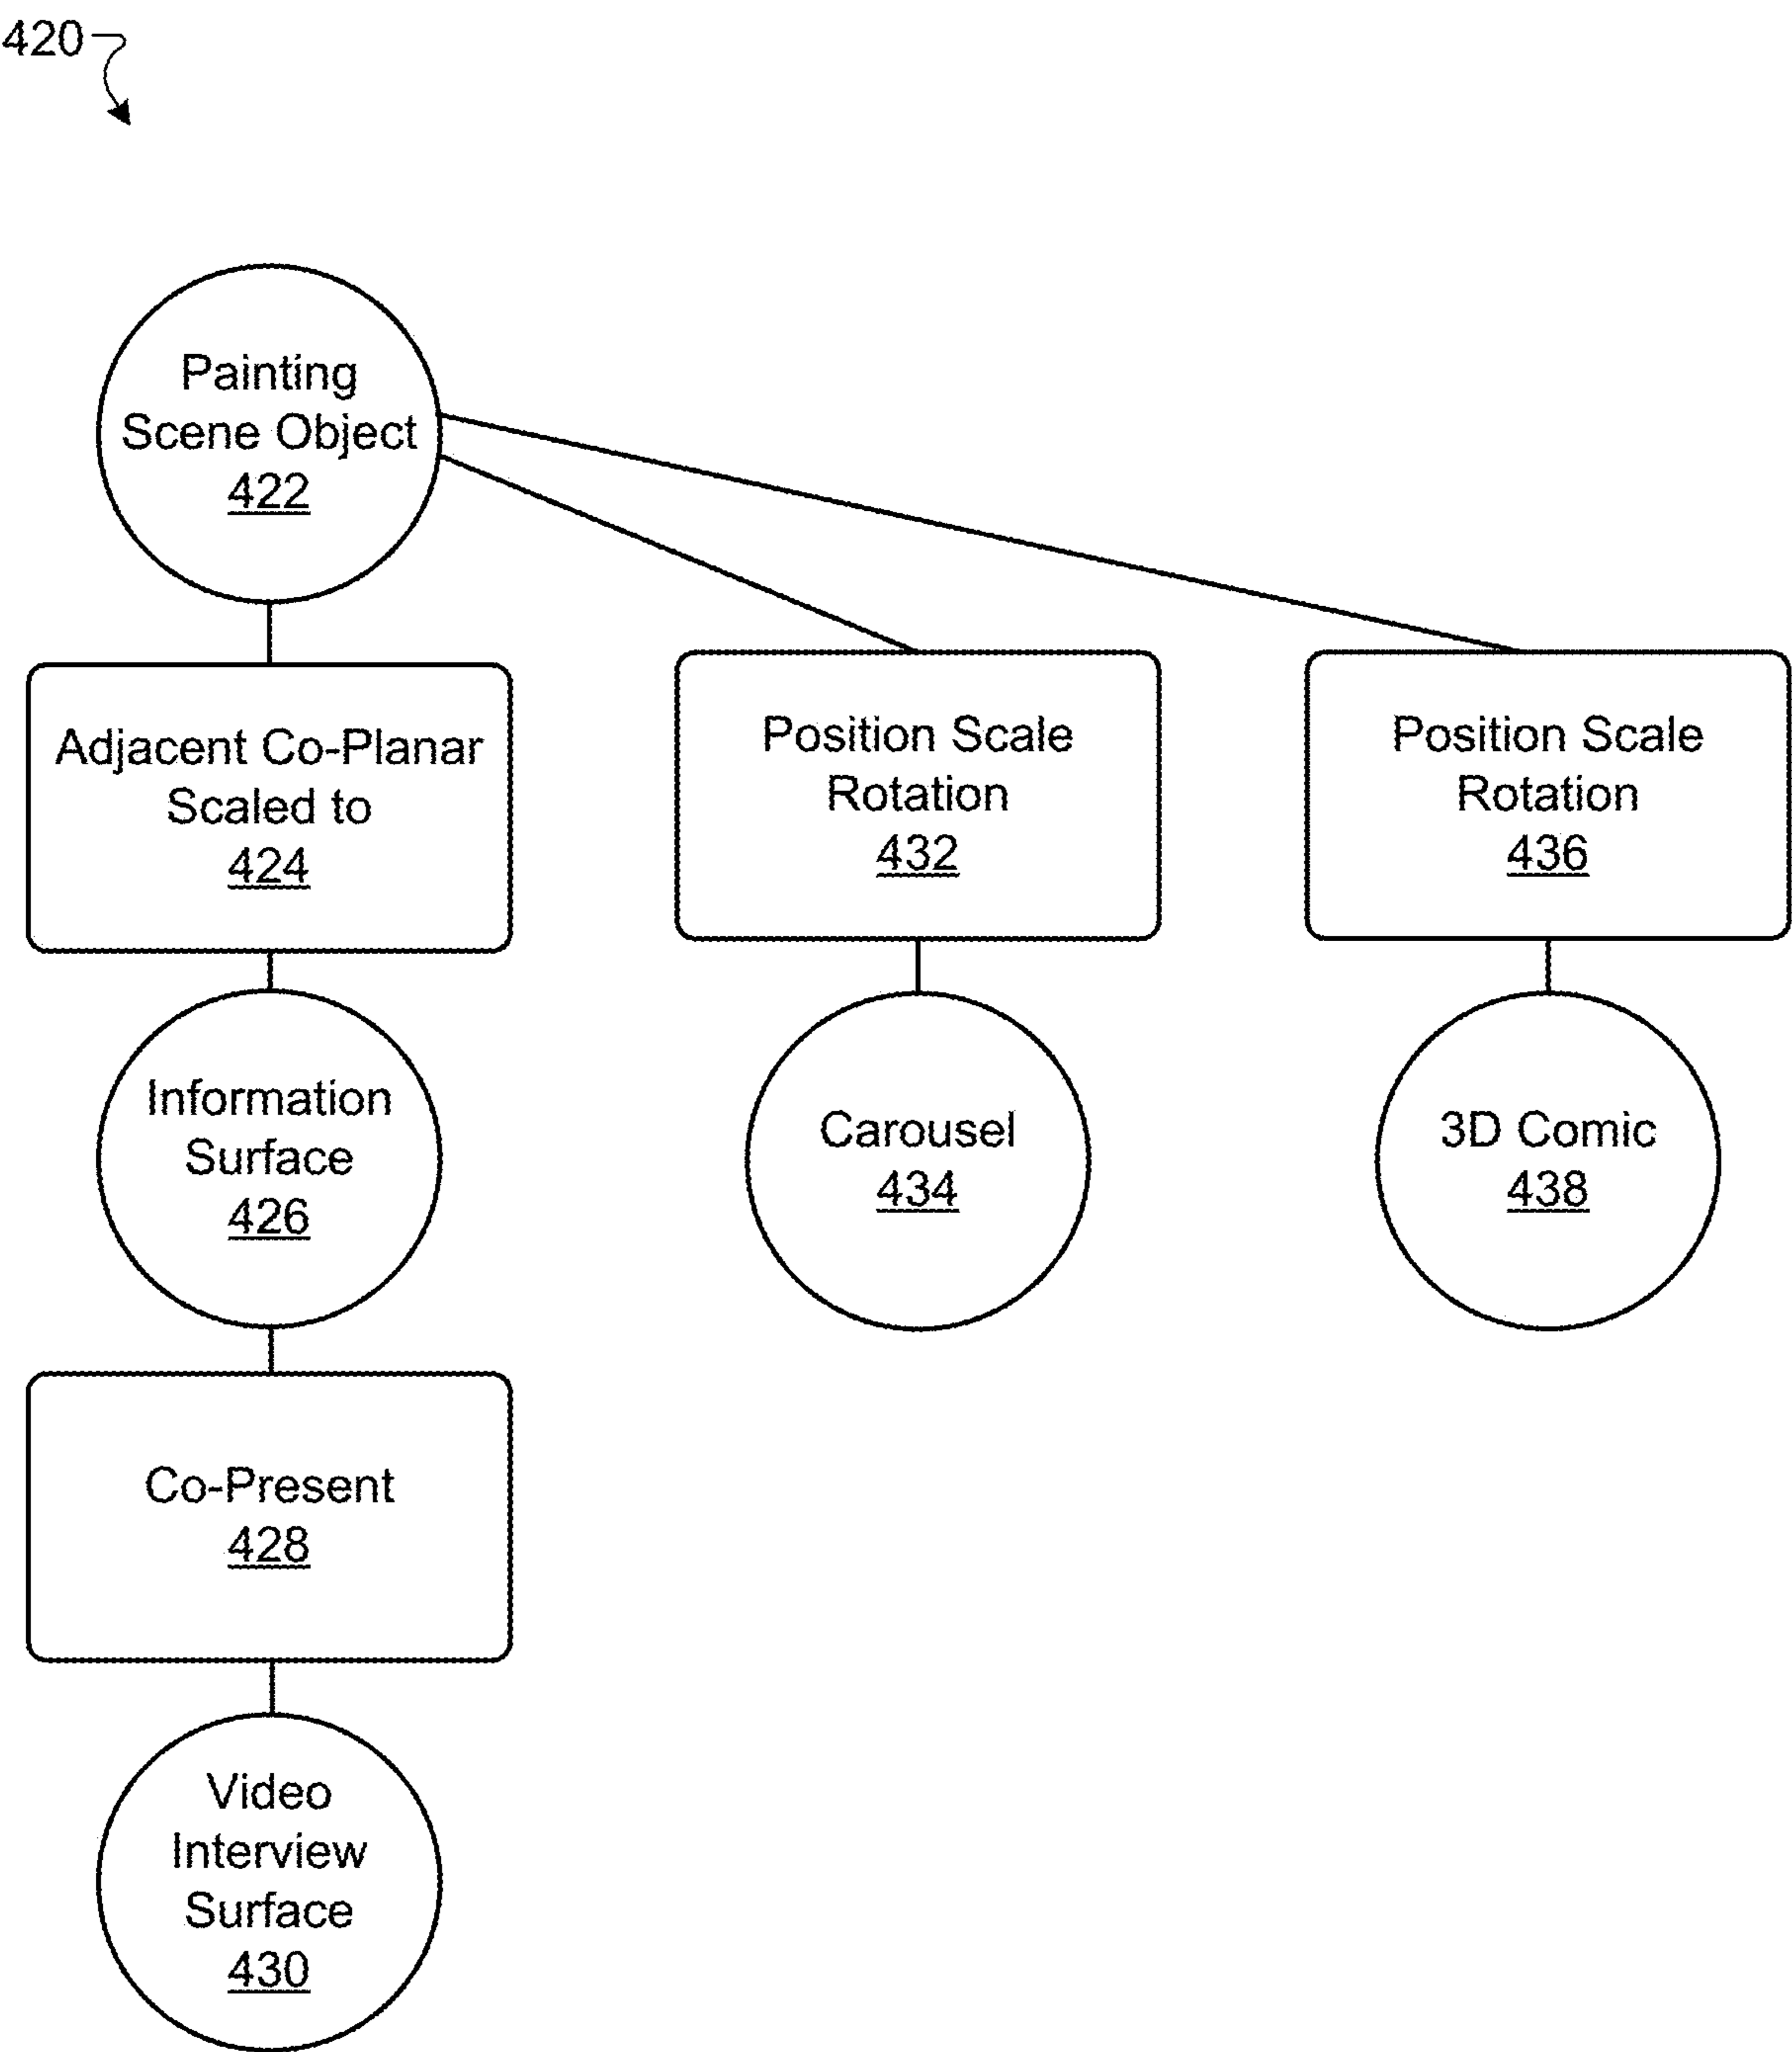 420
Painting
Scene Object
422
Adjacent Co-Planar
Scaled to
424
Position Scale
Rotation
432
Position Scale
Rotation
436
Information
Surface
426
Carousel
434
3D Comic
438
Co-Present
428
Video
Interview
Surface
430